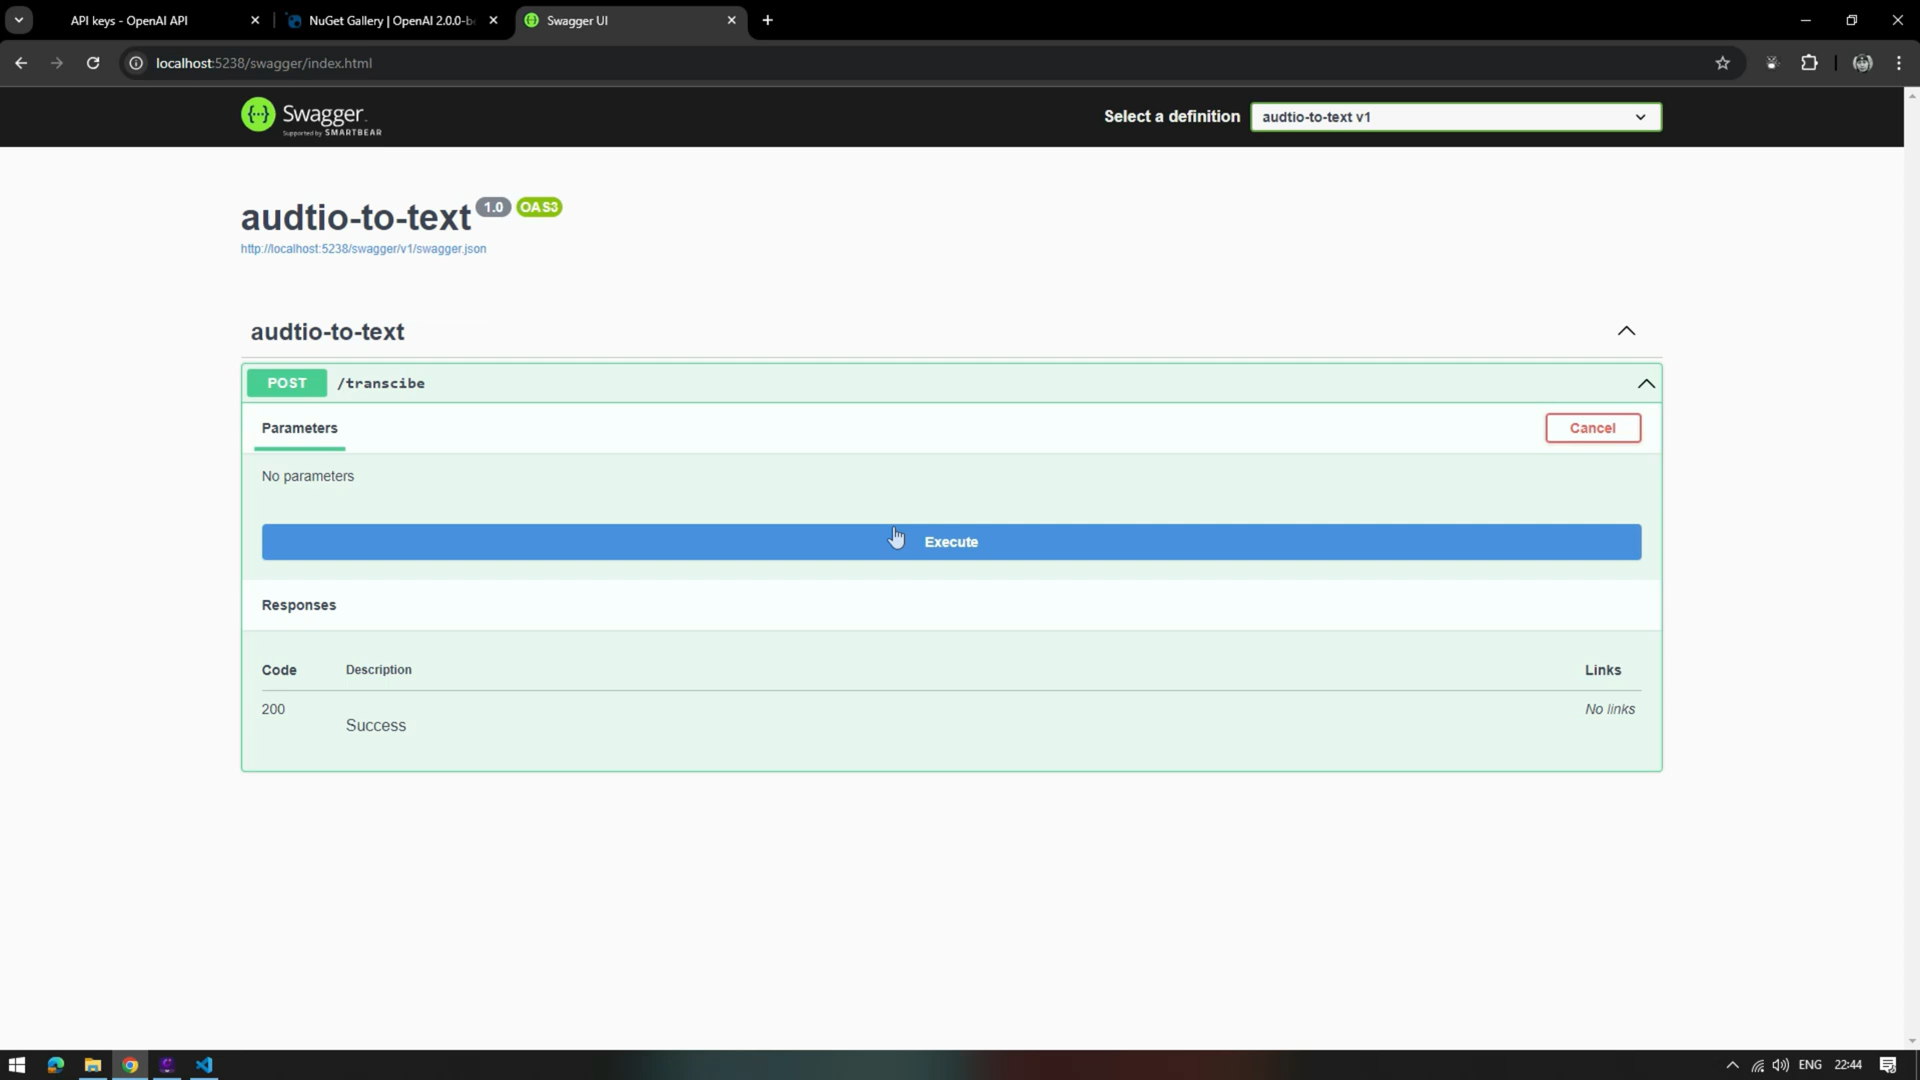 API keys - OpenAI API
NuGet Gallery | OpenAI 2.0.0-be
Swagger UI
localhost:5238/swagger/index.html
Swagger
Supported by SMARTBEAR
Select a definition
audtio-to-text v1
audtio-to-text 1.0 OAS3
http://localhost:5238/swagger/v1/swagger.json
audtio-to-text
POST /transcibe
Parameters
Cancel
No parameters
Execute
Responses
Code Description Links
200 Success No links
ENG 22:44